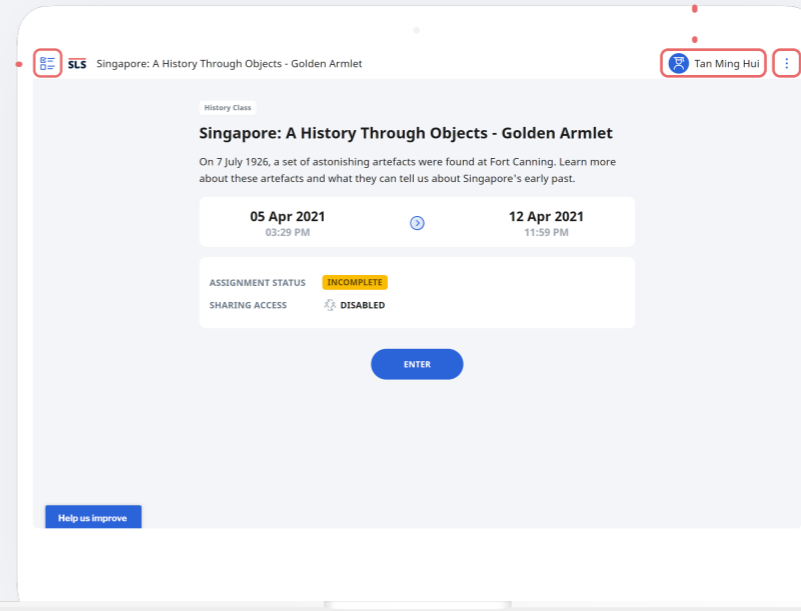 SLS Singapore: A History Through Objects - Golden Armlet Tan Ming Hui
History Class
Singapore: A History Through Objects - Golden Armlet
On 7 July 1926, a set of astonishing artefacts were found at Fort Canning. Learn more
about these artefacts and what they can tell us about Singapore's early past.
05 Apr 2021 12 Apr 2021
03:29 PM 11:59 PM
ASSIGNMENT STATUS INCOMPLETE
SHARING ACCESS DISABLED
ENTER
Help us improve